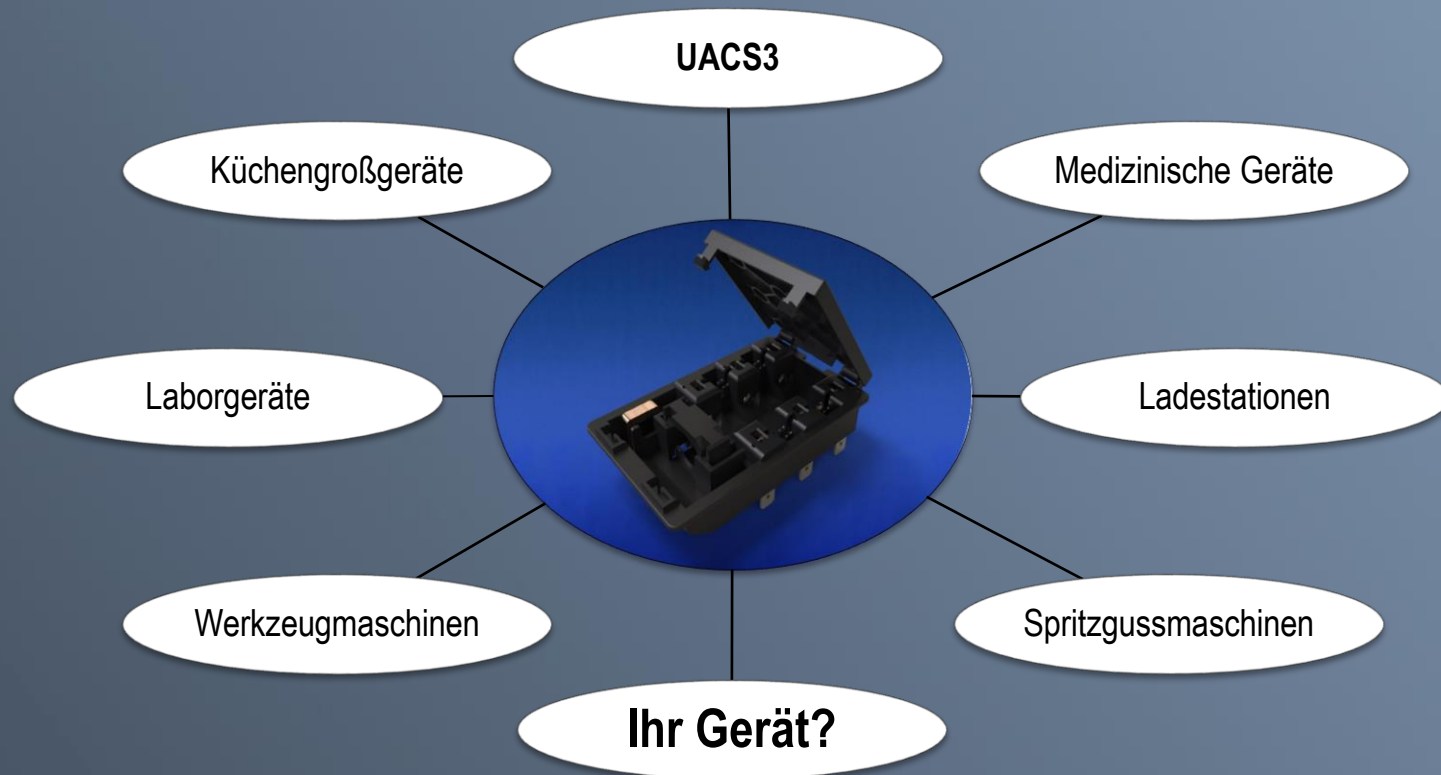 UACS3
Küchengroßgeräte
Medizinische Geräte
Laborgeräte
Ladestationen
Werkzeugmaschinen
Spritzgussmaschinen
Ihr Gerät?